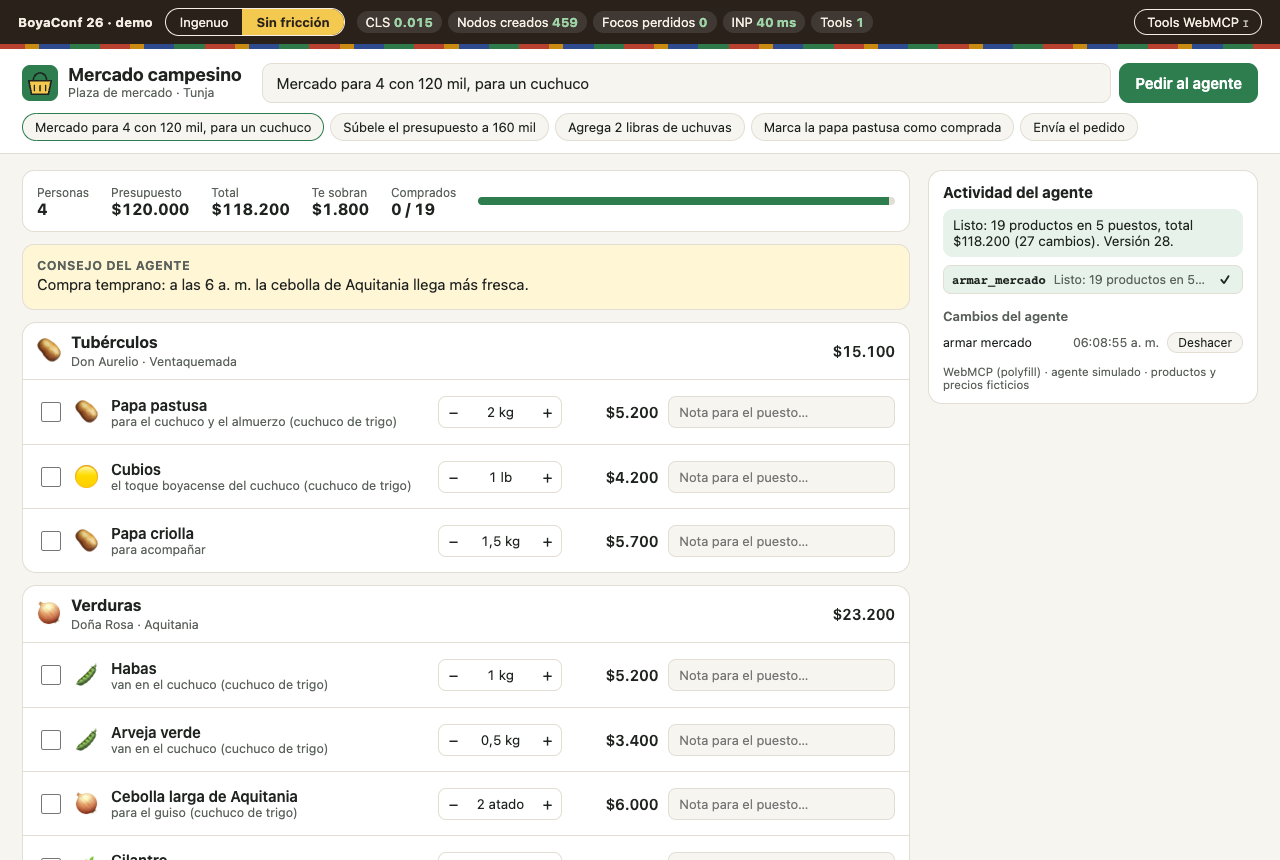 BoyaConf 26 · demo
Ingenuo
Sin fricción
CLS 0.015
Nodos creados 459
Focos perdidos 0
INP 40 ms
Tools 1
Tools WebMCP
Mercado campesino
Plaza de mercado · Tunja
Mercado para 4 con 120 mil, para un cuchuco
Pedir al agente
Mercado para 4 con 120 mil, para un cuchuco
Súbele el presupuesto a 160 mil
Agrega 2 libras de uchuvas
Marca la papa pastusa como comprada
Envía el pedido
Personas
4
Presupuesto
$120.000
Total
$118.200
Te sobran
$1.800
Comprados
0 / 19
CONSEJO DEL AGENTE
Compra temprano: a las 6 a. m. la cebolla de Aquitania llega más fresca.
Tubérculos
Don Aurelio · Ventaquemada
$15.100
Papa pastusa
para el cuchuco y el almuerzo (cuchuco de trigo)
− 2 kg +
$5.200
Nota para el puesto…
Cubios
el toque boyacense del cuchuco (cuchuco de trigo)
− 1 lb +
$4.200
Nota para el puesto…
Papa criolla
para acompañar
− 1,5 kg +
$5.700
Nota para el puesto…
Verduras
Doña Rosa · Aquitania
$23.200
Habas
van en el cuchuco (cuchuco de trigo)
− 1 kg +
$5.200
Nota para el puesto…
Arveja verde
van en el cuchuco (cuchuco de trigo)
− 0,5 kg +
$3.400
Nota para el puesto…
Cebolla larga de Aquitania
para el guiso (cuchuco de trigo)
− 2 atado +
$6.000
Nota para el puesto…
Cilantro
Actividad del agente
Listo: 19 productos en 5 puestos, total
$118.200 (27 cambios). Versión 28.
armar_mercado Listo: 19 productos en 5… ✓
Cambios del agente
armar mercado
06:08:55 a. m.
Deshacer
WebMCP (polyfill) · agente simulado · productos y
precios ficticios